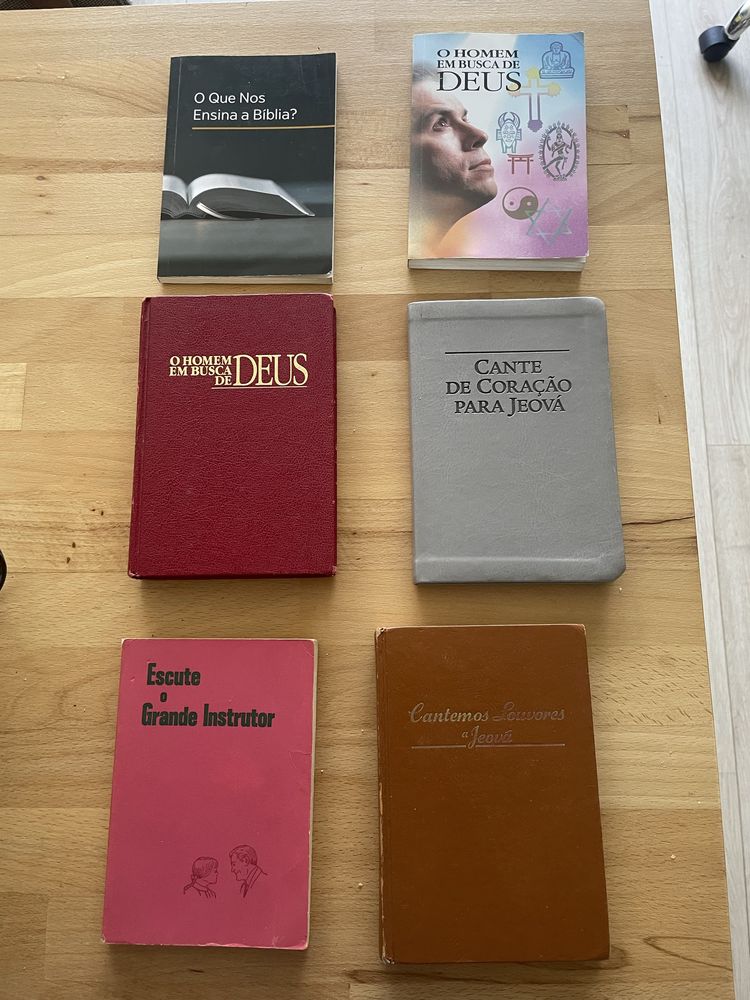 O Que Nos
Ensina a Bíblia?
O HOMEM
EM BUSCA DE
DEUS
O HOMEM
EM BUSCA
DE DEUS
CANTE
DE CORAÇÃO
PARA JEOVÁ
Escute
o
Grande Instrutor
Cantemos Louvores
a Jeová